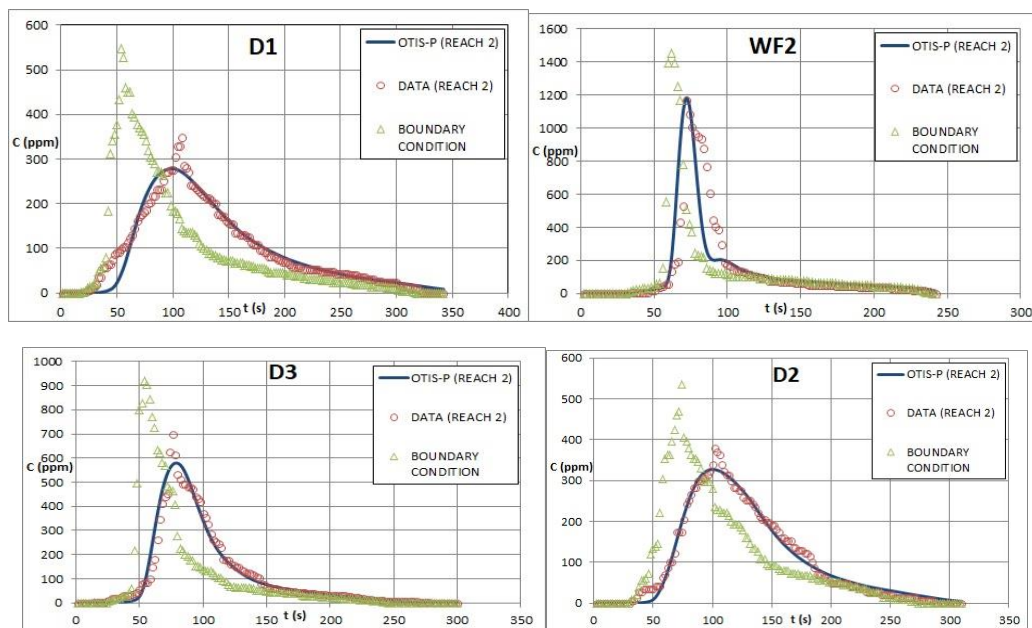 D1
600
500
400
C (ppm)
300
200
100
0
0 50 100 150 200 250 300 350 400
t (s)
OTIS-P (REACH 2)
DATA (REACH 2)
BOUNDARY
CONDITION
WF2
1600
1400
1200
1000
C (ppm)
800
600
400
200
0
0 50 100 150 200 250
t (s)
OTIS-P (REACH 2)
DATA (REACH 2)
BOUNDARY
CONDITION
D3
1000
900
800
700
600
C (ppm)
500
400
300
200
100
0
0 50 100 150 200 250 300 350
t (s)
OTIS-P (REACH 2)
DATA (REACH 2)
BOUNDARY
CONDITION
D2
600
500
400
C (ppm)
300
200
100
0
0 50 100 150 200 250 300 350
t (s)
OTIS-P (REACH 2)
DATA (REACH 2)
BOUNDARY
CONDITION